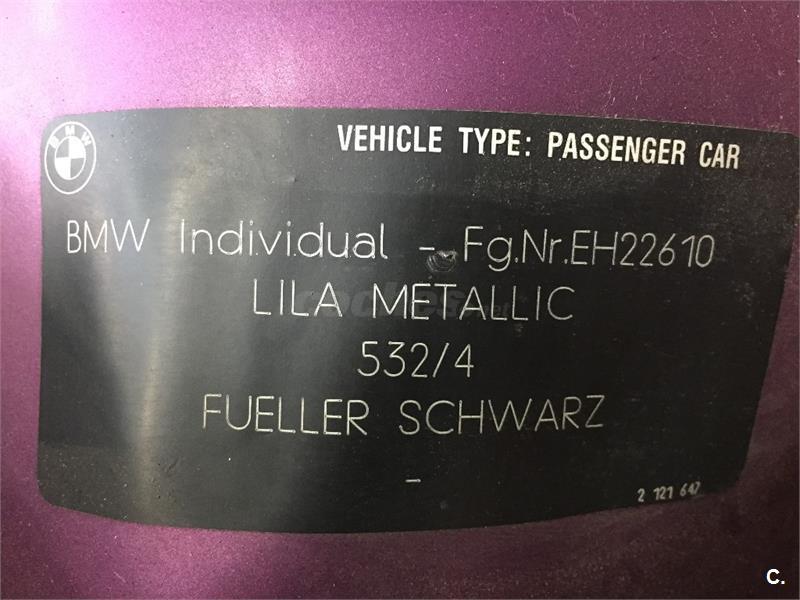 BMW
VEHICLE TYPE: PASSENGER CAR
BMW Individual - Fg.Nr.EH22610
LILA METALLIC
532/4
FUELLER SCHWARZ
-
2 121 647
C.